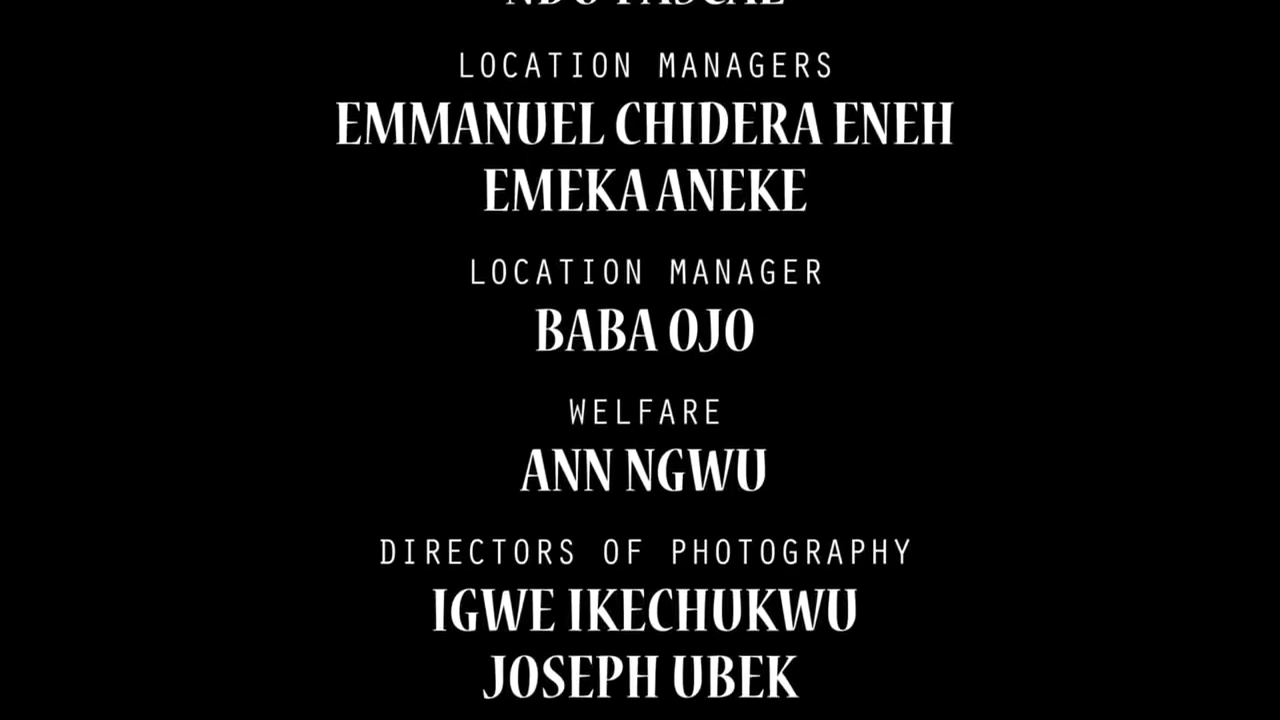 LOCATION MANAGERS
EMMANUEL CHIDERA ENEH
EMEKA ANEKE
LOCATION MANAGER
BABA OJO
WELFARE
ANN NGWU
DIRECTORS OF PHOTOGRAPHY
IGWE IKECHUKWU
JOSEPH UBEK